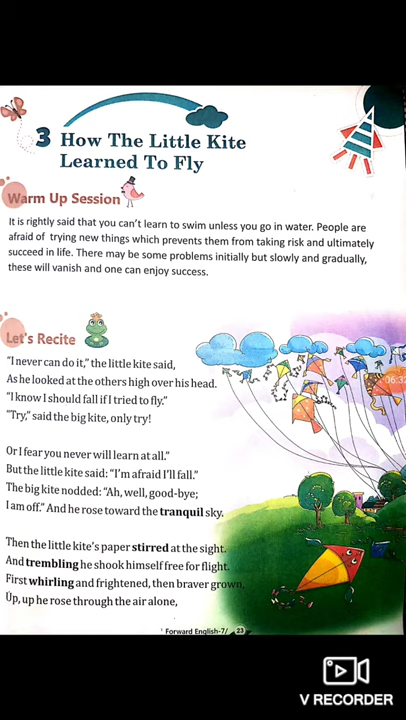 3 How The Little Kite
Learned To Fly
Warm Up Session
It is rightly said that you can't learn to swim unless you go in water. People are
afraid of trying new things which prevents them from taking risk and ultimately
succeed in life. There may be some problems initially but slowly and gradually,
these will vanish and one can enjoy success.
Let's Recite
"I never can do it," the little kite said,
As he looked at the others high over his head.
"I know I should fall if I tried to fly."
"Try," said the big kite, only try!
06:32
Or I fear you never will learn at all."
But the little kite said: "I'm afraid I'll fall."
The big kite nodded: "Ah, well, good-bye;
I am off." And he rose toward the tranquil sky.
Then the little kite's paper stirred at the sight.
And trembling he shook himself free for flight.
First whirling and frightened, then braver grown,
Up, up he rose through the air alone,
Forward English-7/ 23
V RECORDER